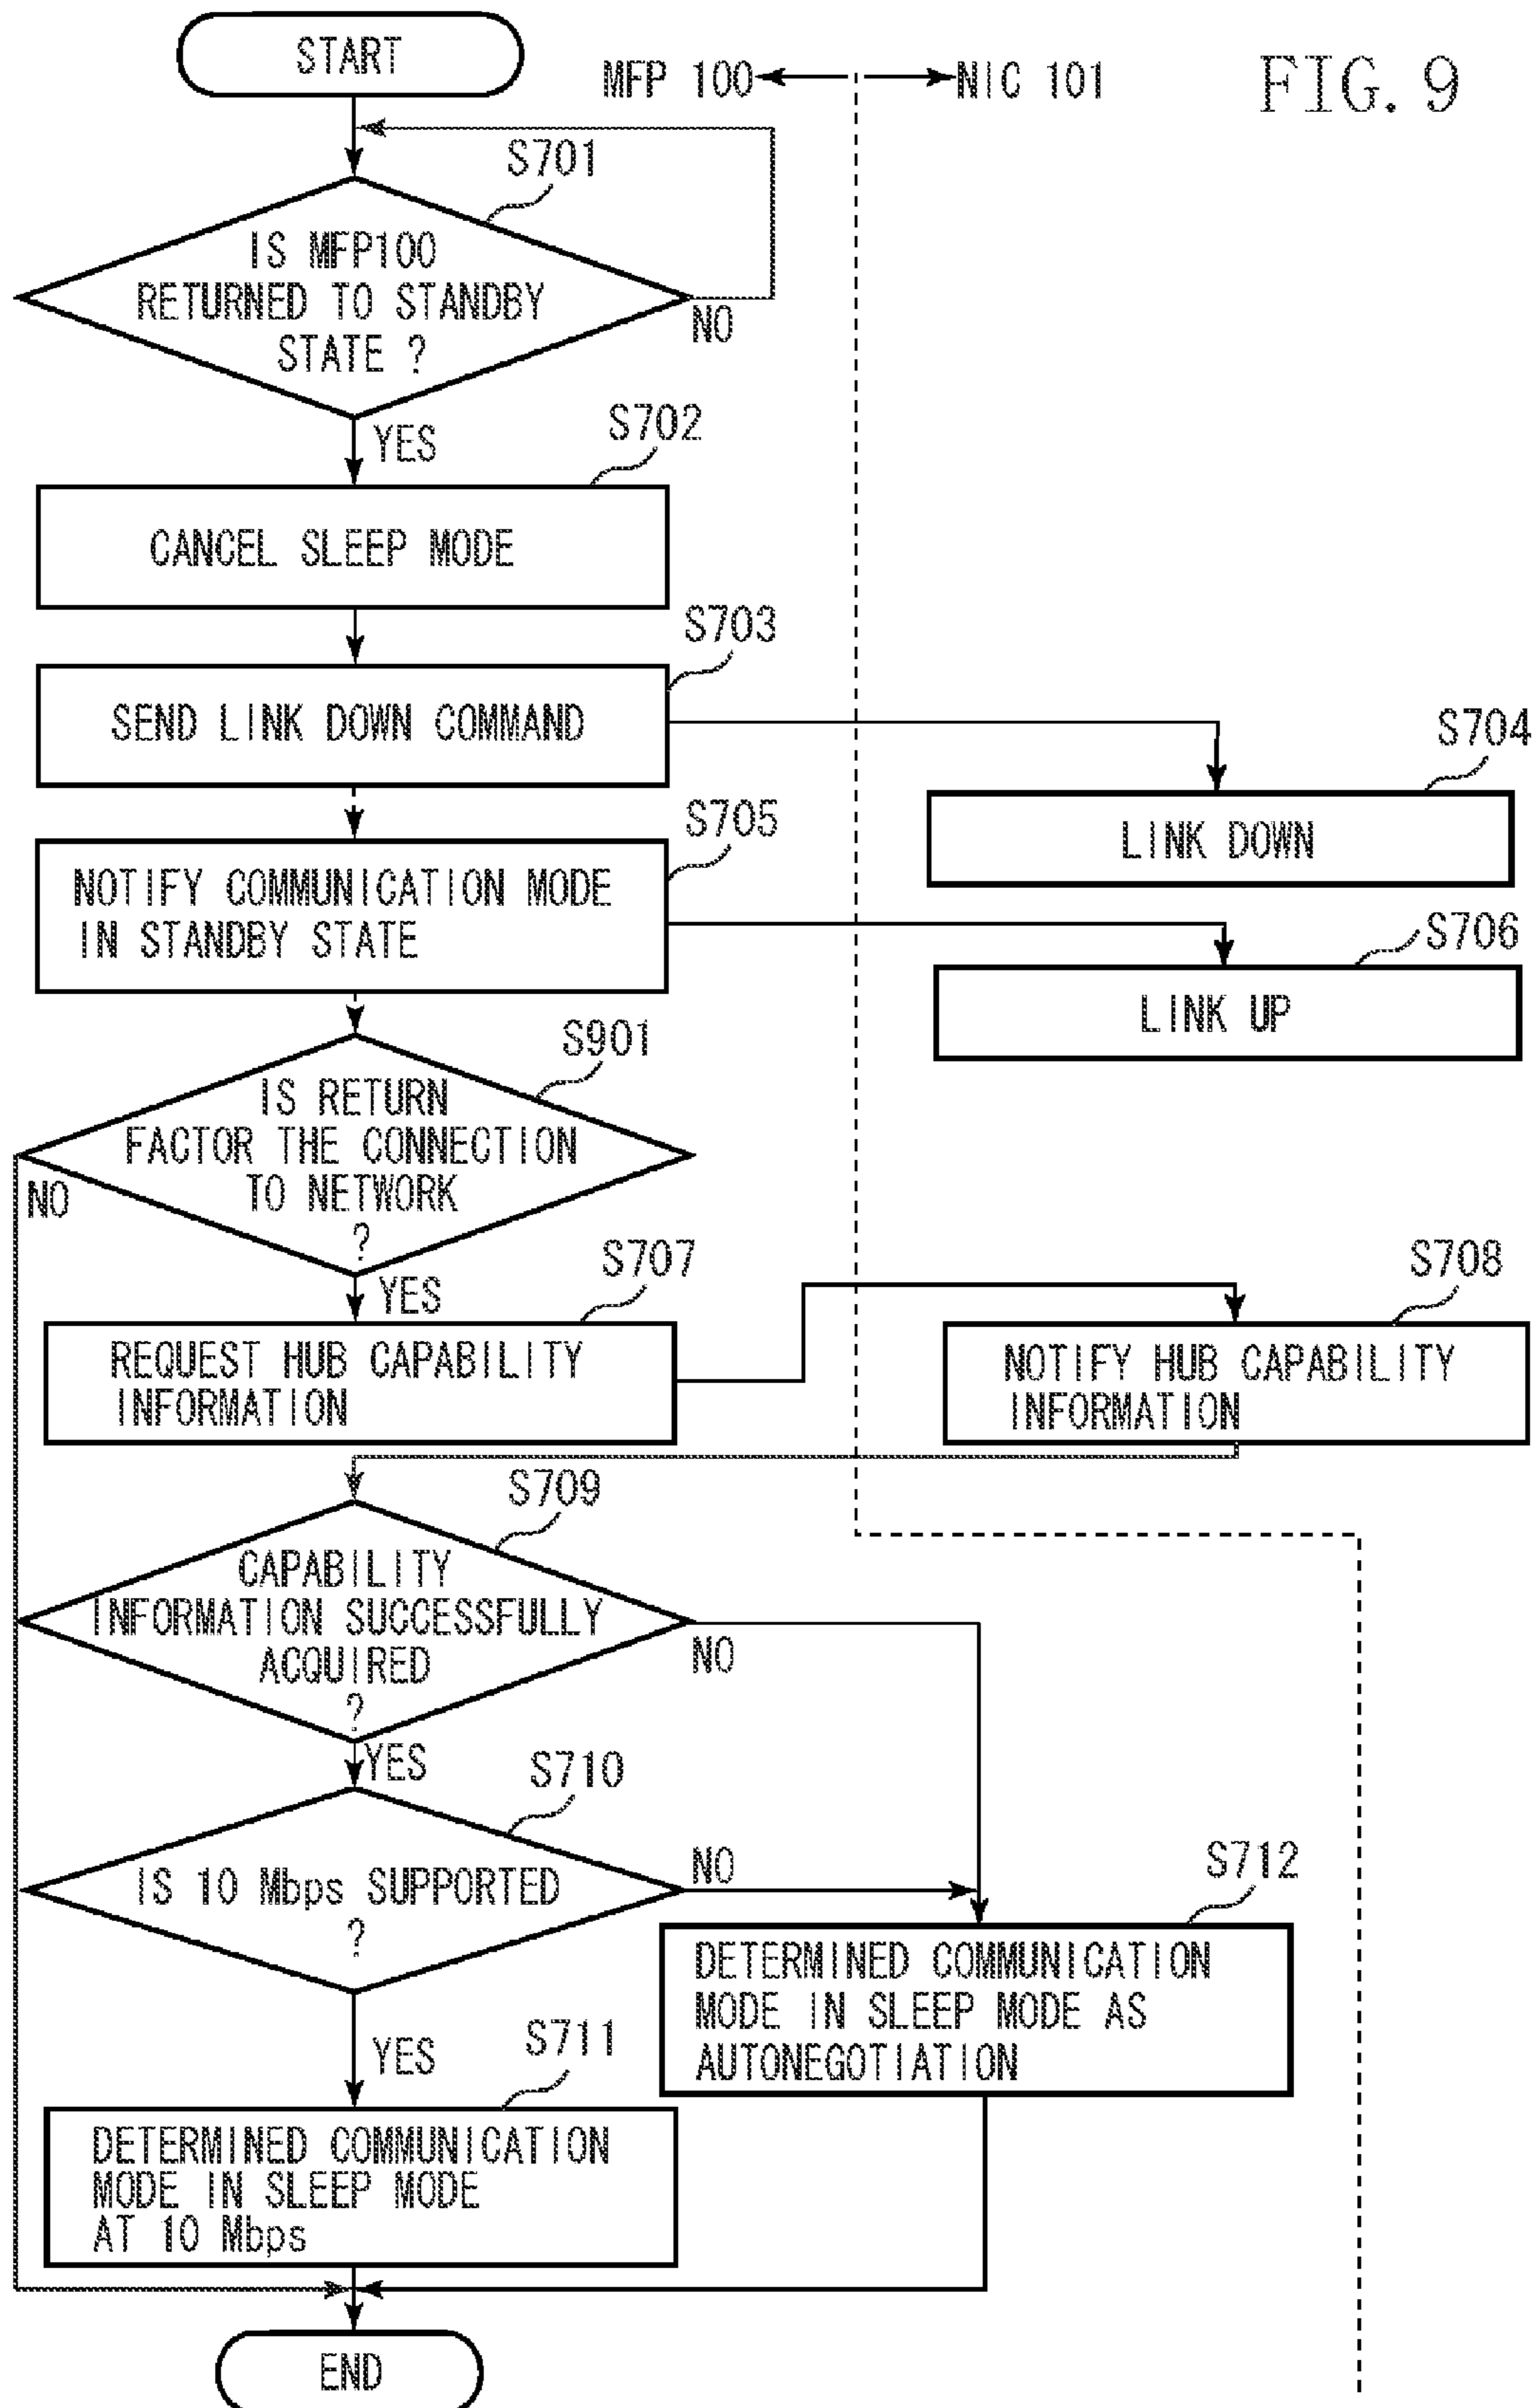 START
MFP 100
NIC 101
FIG. 9
S701
IS MFP100
RETURNED TO STANDBY
STATE ?
NO
YES
S702
CANCEL SLEEP MODE
S703
SEND LINK DOWN COMMAND
S704
LINK DOWN
S705
NOTIFY COMMUNICATION MODE
IN STANDBY STATE
S706
LINK UP
S901
IS RETURN
FACTOR THE CONNECTION
TO NETWORK
?
NO
YES
S707
REQUEST HUB CAPABILITY
INFORMATION
S708
NOTIFY HUB CAPABILITY
INFORMATION
S709
CAPABILITY
INFORMATION SUCCESSFULLY
ACQUIRED
?
NO
YES
S710
IS 10 Mbps SUPPORTED
?
NO
YES
S712
DETERMINED COMMUNICATION
MODE IN SLEEP MODE AS
AUTONEGOTIATION
S711
DETERMINED COMMUNICATION
MODE IN SLEEP MODE
AT 10 Mbps
END